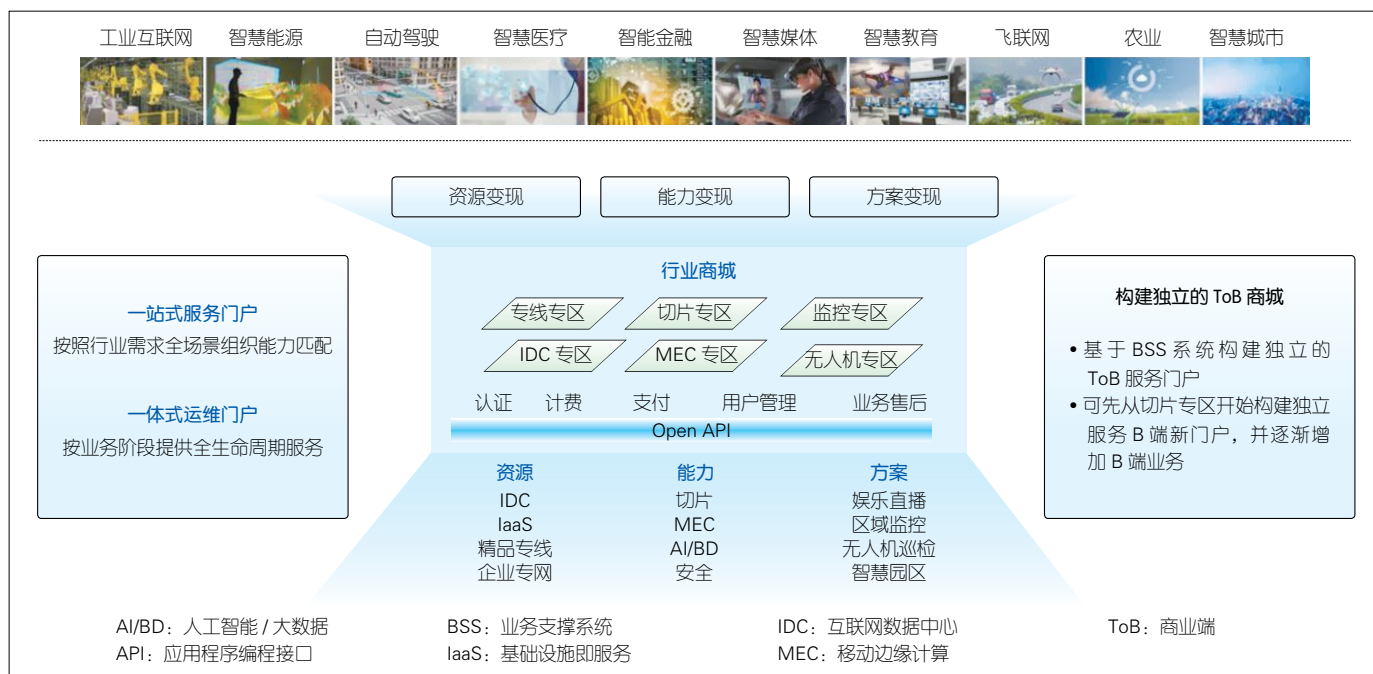 工业互联网 智慧能源 自动驾驶 智慧医疗 智能金融 智慧媒体 智慧教育 飞联网 农业 智慧城市
资源变现 能力变现 方案变现
一站式服务门户
按照行业需求全场景组织能力匹配
一体式运维门户
按业务阶段提供全生命周期服务
行业商城
专线专区 切片专区 监控专区
IDC 专区 MEC 专区 无人机专区
认证 计费 支付 用户管理 业务售后
Open API
资源 能力 方案
IDC 切片 娱乐直播
IaaS MEC 区域监控
精品专线 AI/BD 无人机巡检
企业专网 安全 智慧园区
构建独立的 ToB 商城
• 基于 BSS 系统构建独立的
ToB 服务门户
• 可先从切片专区开始构建独立
服务 B 端新门户，并逐渐增
加 B 端业务
AI/BD：人工智能 / 大数据 BSS：业务支撑系统 IDC：互联网数据中心 ToB：商业端
API：应用程序编程接口 IaaS：基础设施即服务 MEC：移动边缘计算